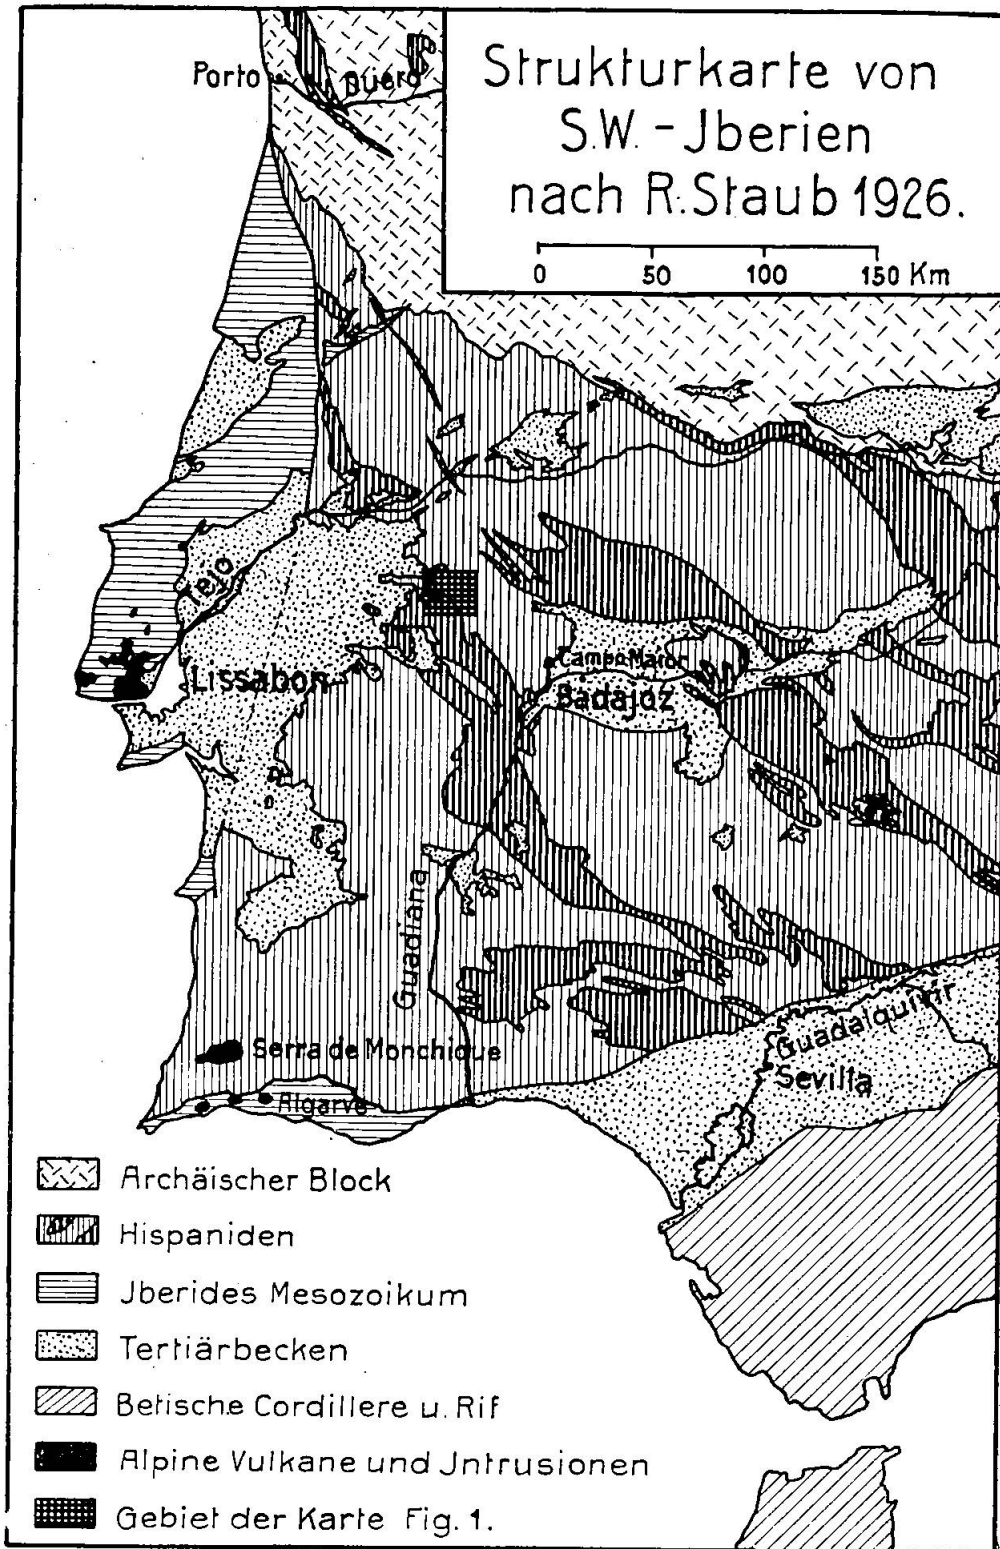 Strukturkarte von
S.W.-Jberien
nach R. Staub 1926.
0 50 100 150 Km
Porto
Düero
Tejo
Lissabon
Campo Maior
Badajoz
Guadiana
Serra de Monchique
Algarve
Guadalquivir
Sevilla
Archäischer Block
Hispaniden
Jberides Mesozoikum
Tertiärbecken
Betische Cordillere u. Rif
Alpine Vulkane und Jntrusionen
Gebiet der Karte Fig. 1.